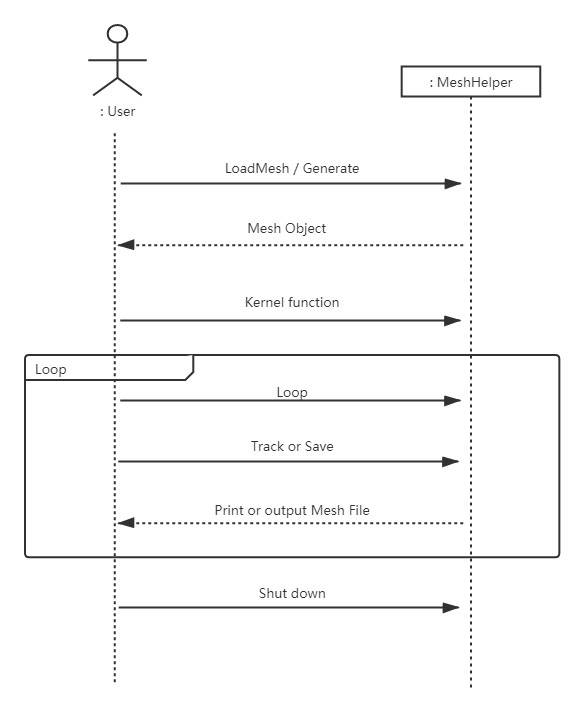 : User
: MeshHelper
LoadMesh / Generate
Mesh Object
Kernel function
Loop
Loop
Track or Save
Print or output Mesh File
Shut down